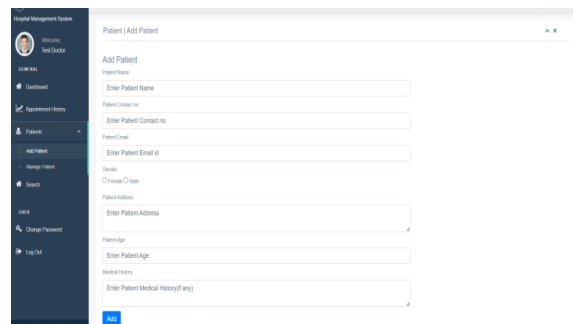 Hospital Management System
Welcome,
Test Doctor
GENERAL
Dashboard
Appointment History
Patients
Add Patient
Manage Patient
Search
USER
Change Password
Log Out
Patient | Add Patient
Add Patient
Patient Name
Enter Patient Name
Patient Contact no
Enter Patient Contact no
Patient Email
Enter Patient Email id
Gender
Female Male
Patient Address
Enter Patient Address
Patient Age
Enter Patient Age
Medical History
Enter Patient Medical History(if any)
Add